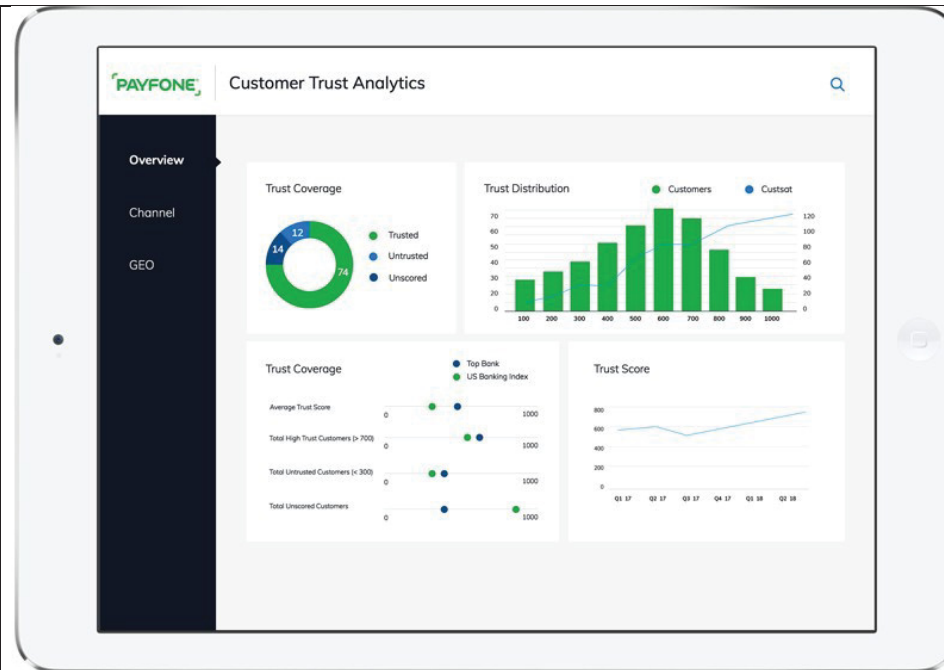 PAYFONE
Customer Trust Analytics
Overview
Channel
GEO
Trust Coverage
12
14
74
Trusted
Untrusted
Unscored
Trust Distribution
Customers
Custsat
70
60
50
40
30
20
0
120
100
80
60
40
20
0
100 200 300 400 500 600 700 800 900 1000
Trust Coverage
Top Bank
US Banking Index
Average Trust Score
0 1000
Total High Trust Customers (> 700)
0 1000
Total Untrusted Customers (< 300)
0 1000
Total Unscored Customers
0 1000
Trust Score
800
600
400
200
0
Q1 17 Q2 17 Q3 17 Q4 17 Q1 18 Q2 18